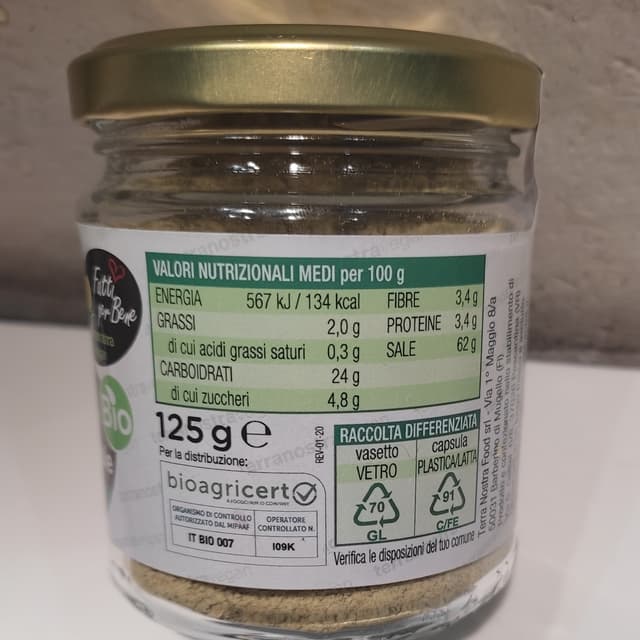 Fatti
per Bene
Bio
VALORI NUTRIZIONALI MEDI per 100 g
ENERGIA 567 kJ / 134 kcal
GRASSI 2,0 g
di cui acidi grassi saturi 0,3 g
CARBOIDRATI 24 g
di cui zuccheri 4,8 g
FIBRE 3,4 g
PROTEINE 3,4 g
SALE 62 g
125 g e
Per la distribuzione:
REV-01:20
bioagricert
ORGANISMO DI CONTROLLO
AUTORIZZATO DAL MIPAAF
IT BIO 007
OPERATORE
CONTROLLATO N.
I09K
RACCOLTA DIFFERENZIATA
vasetto
VETRO
70
GL
capsula
PLASTICA/LATTA
91
C/FE
Verifica le disposizioni del tuo comune
Terra Nostra Food srl - Via 1° Maggio 8/a
Barberino di Mugello (FI)